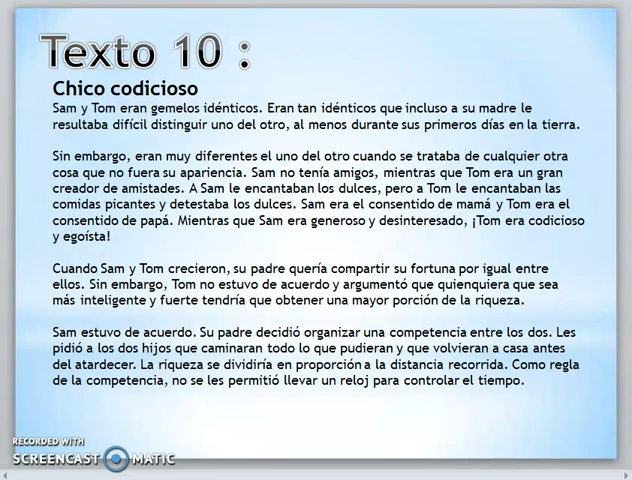 Texto 10 :
Chico codicioso
Sam y Tom eran gemelos idénticos. Eran tan idénticos que incluso a su madre le
resultaba difícil distinguir uno del otro, al menos durante sus primeros días en la tierra.
Sin embargo, eran muy diferentes el uno del otro cuando se trataba de cualquier otra
cosa que no fuera su apariencia. Sam no tenía amigos, mientras que Tom era un gran
creador de amistades. A Sam le encantaban los dulces, pero a Tom le encantaban las
comidas picantes y detestaba los dulces. Sam era el consentido de mamá y Tom era el
consentido de papá. Mientras que Sam era generoso y desinteresado, ¡Tom era codicioso
y egoísta!
Cuando Sam y Tom crecieron, su padre quería compartir su fortuna por igual entre
ellos. Sin embargo, Tom no estuvo de acuerdo y argumentó que quienquiera que sea
más inteligente y fuerte tendría que obtener una mayor porción de la riqueza.
Sam estuvo de acuerdo. Su padre decidió organizar una competencia entre los dos. Les
pidió a los dos hijos que caminaran todo lo que pudieran y que volvieran a casa antes
del atardecer. La riqueza se dividiría en proporción a la distancia recorrida. Como regla
de la competencia, no se les permitió llevar un reloj para controlar el tiempo.
RECORDED WITH
SCREENCAST MATIC